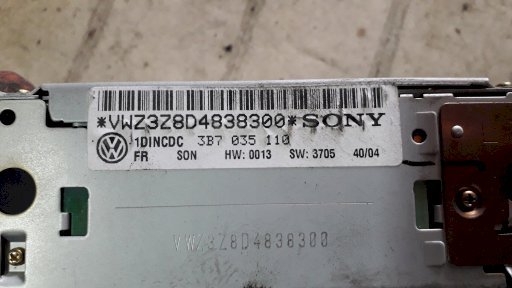 *VWZ3Z8D4838300* SONY
1DINCDC 3B7 035 110
FR SON HW: 0013 SW: 3705 40/04
VWZ3Z8D4838300